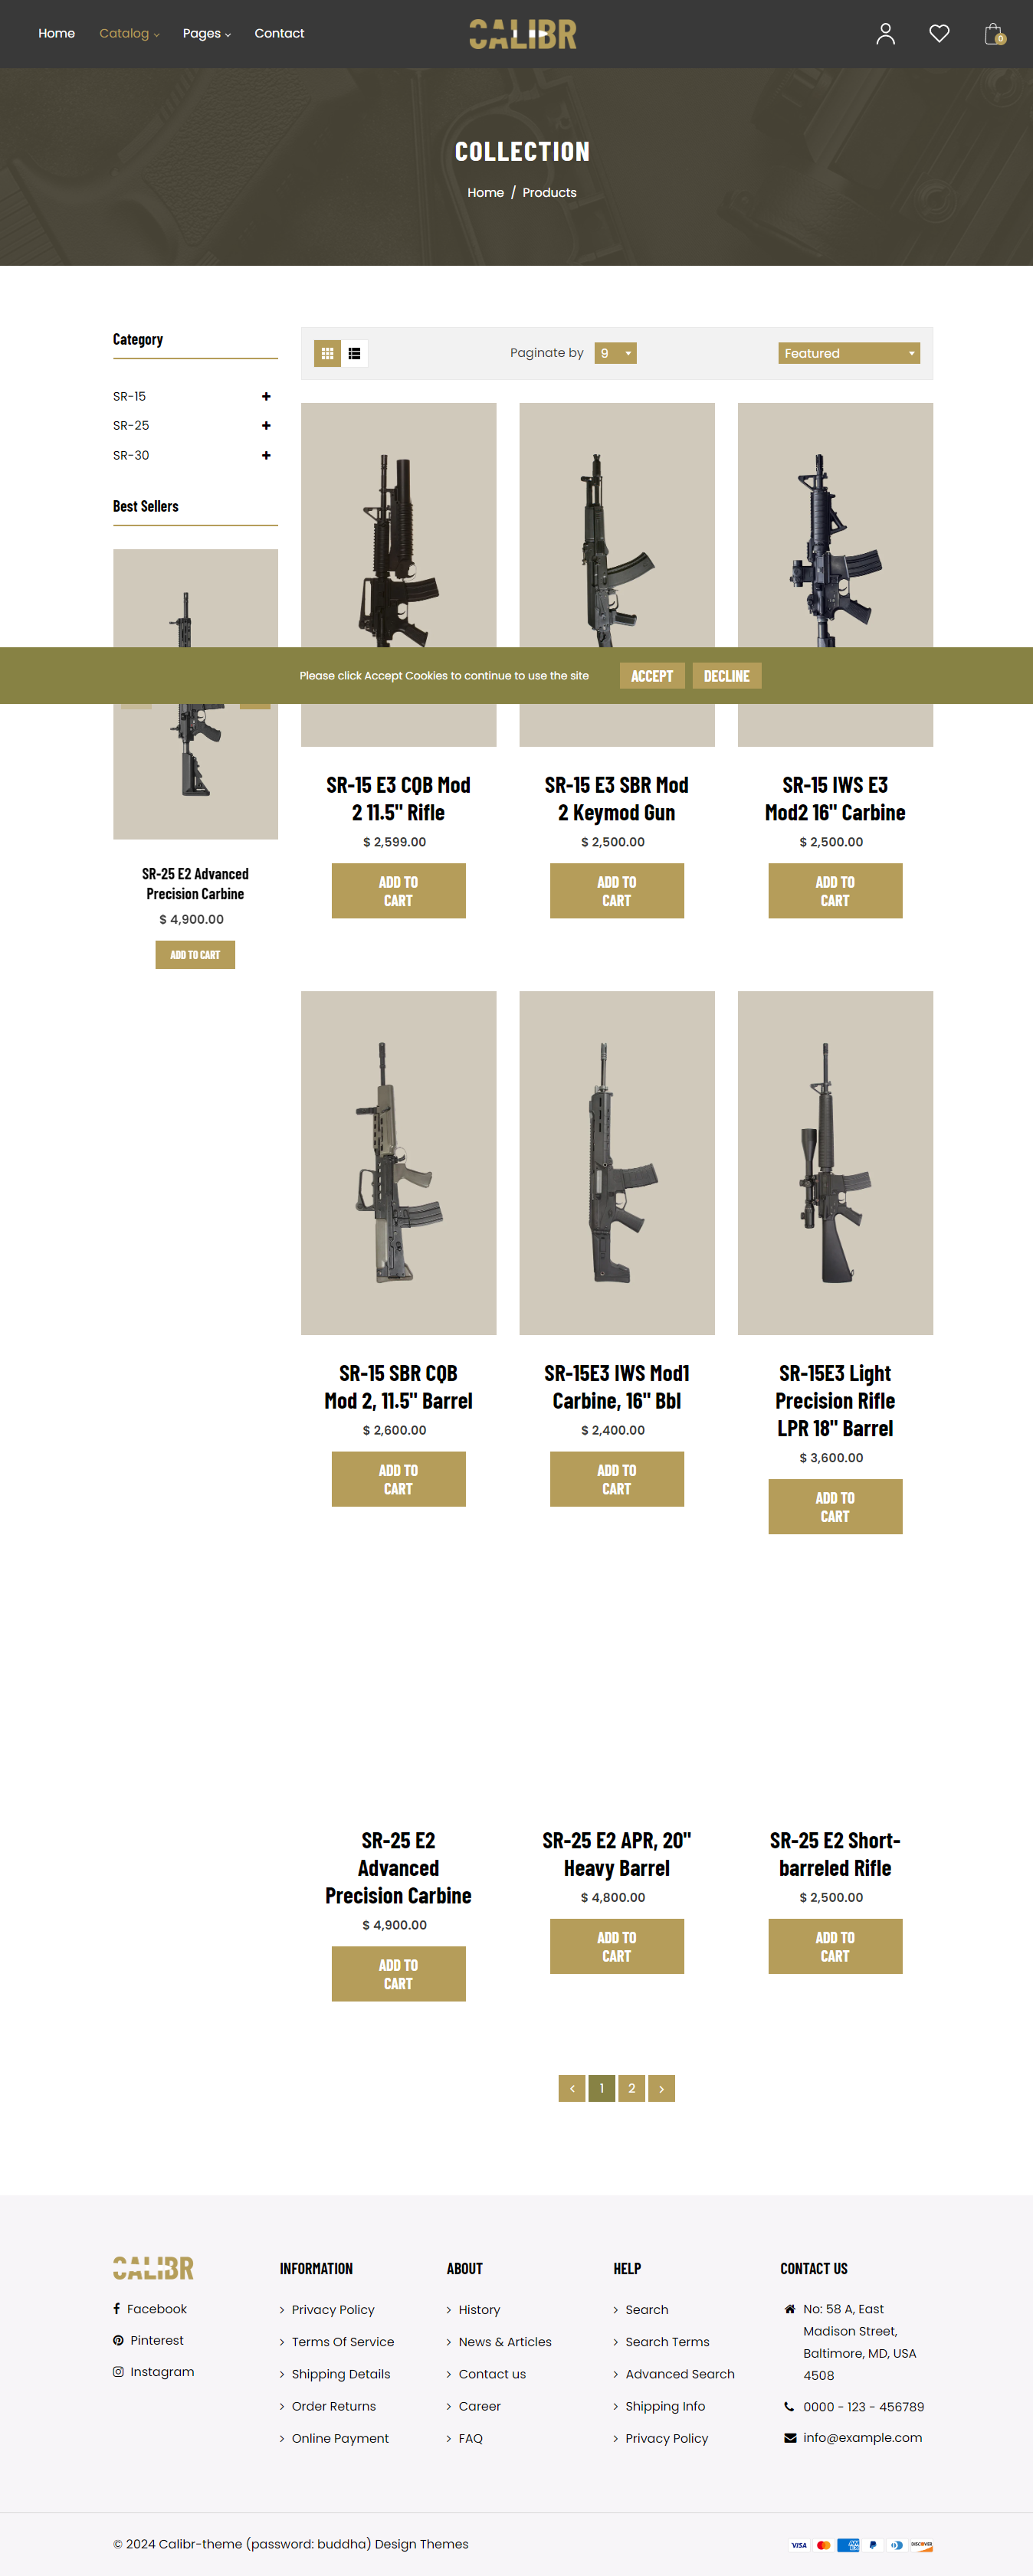 Home Catalog Pages Contact
CALIBR
0
COLLECTION
Home / Products
Category
SR-15
SR-25
SR-30
Best Sellers
SR-25 E2 Advanced
Precision Carbine
$ 4,900.00
ADD TO CART
Paginate by 9 Featured
Please click Accept Cookies to continue to use the site ACCEPT DECLINE
SR-15 E3 CQB Mod
2 11.5" Rifle
$ 2,599.00
ADD TO
CART
SR-15 E3 SBR Mod
2 Keymod Gun
$ 2,500.00
ADD TO
CART
SR-15 IWS E3
Mod2 16" Carbine
$ 2,500.00
ADD TO
CART
SR-15 SBR CQB
Mod 2, 11.5" Barrel
$ 2,600.00
ADD TO
CART
SR-15E3 IWS Mod1
Carbine, 16" Bbl
$ 2,400.00
ADD TO
CART
SR-15E3 Light
Precision Rifle
LPR 18" Barrel
$ 3,600.00
ADD TO
CART
SR-25 E2
Advanced
Precision Carbine
$ 4,900.00
ADD TO
CART
SR-25 E2 APR, 20"
Heavy Barrel
$ 4,800.00
ADD TO
CART
SR-25 E2 Short-
barreled Rifle
$ 2,500.00
ADD TO
CART
1 2
CALIBR
Facebook
Pinterest
Instagram
INFORMATION
Privacy Policy
Terms Of Service
Shipping Details
Order Returns
Online Payment
ABOUT
History
News & Articles
Contact us
Career
FAQ
HELP
Search
Search Terms
Advanced Search
Shipping Info
Privacy Policy
CONTACT US
No: 58 A, East
Madison Street,
Baltimore, MD, USA
4508
0000 - 123 - 456789
info@example.com
© 2024 Calibr-theme (password: buddha) Design Themes
VISA AMEX DISCOVER